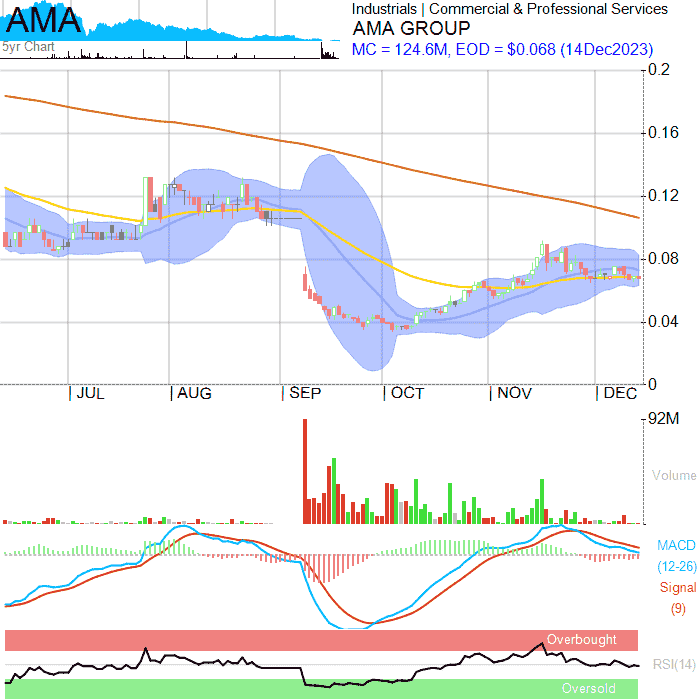 AMA
5yr Chart
Industrials | Commercial & Professional Services
AMA GROUP
MC = 124.6M, EOD = $0.068 (14Dec2023)
0.2
0.16
0.12
0.08
0.04
0
JUL
AUG
SEP
OCT
NOV
DEC
92M
Volume
MACD
(12-26)
Signal
(9)
Overbought
RSI(14)
Oversold